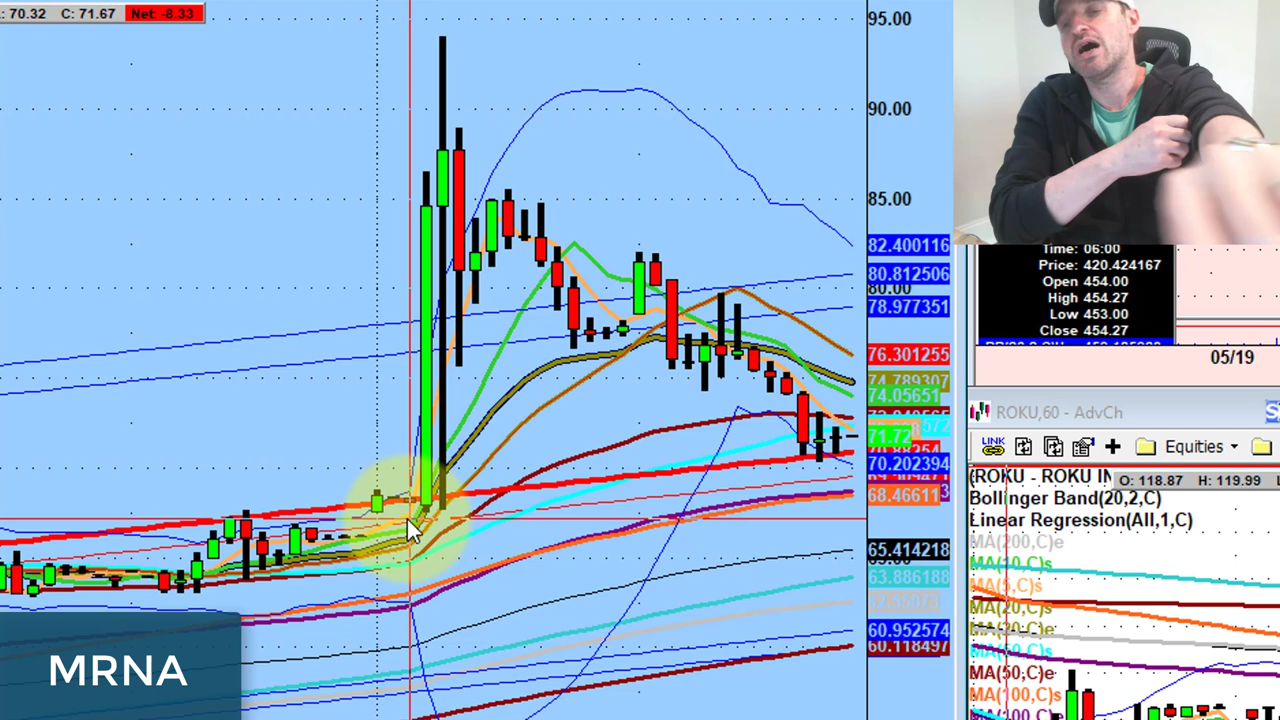 : 70.32 C: 71.67 Net: -8.33
95.00
90.00
85.00
82.400116
80.812506
80.00
78.977351
76.301255
74.789307
74.05651
71.72
70.202394
68.46611
65.414218
63.886188
60.952574
60.118497
MRNA
Time: 06:00
Price: 420.424167
Open 454.00
High 454.27
Low 453.00
Close 454.27
05/19
ROKU,60 - AdvCh
LINK Equities
(ROKU - ROKU IN O: 118.87 H: 119.99
Bollinger Band(20,2,C)
Linear Regression(All,1,C)
MA(200,C)e
MA(10,C)s
MA(5,C)s
MA(20,C)s
MA(20,C)e
MA(50,C)s
MA(50,C)e
MA(100,C)s